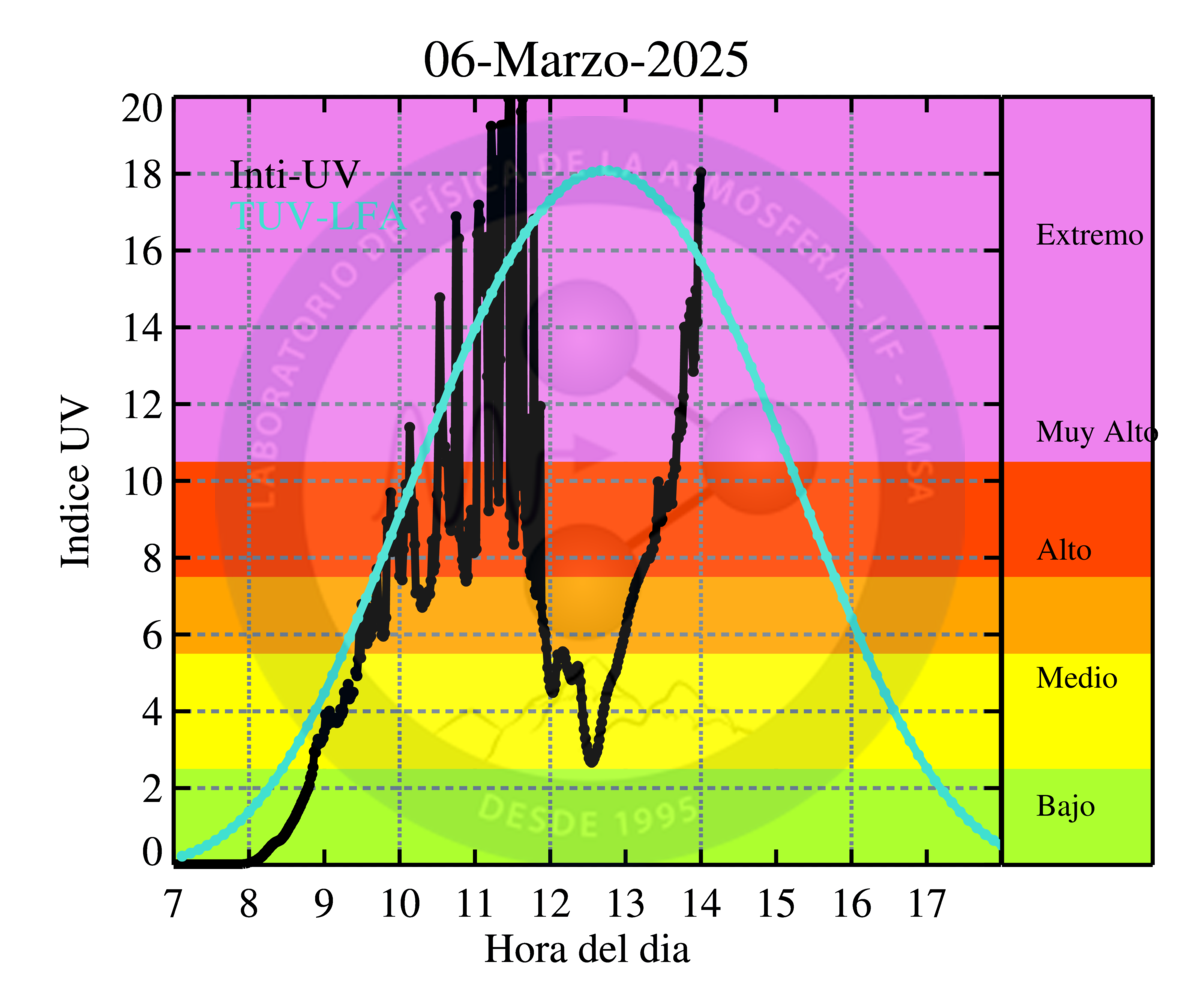 06-Marzo-2025
Indice UV
20
18
16
14
12
10
8
6
4
2
0
Inti-UV
TUV-LFA
LABORATORIO DE FÍSICA DE LA ATMÓSFERA - IIF - UMSA
DESDE 1995
Extremo
Muy Alto
Alto
Medio
Bajo
7 8 9 10 11 12 13 14 15 16 17
Hora del dia